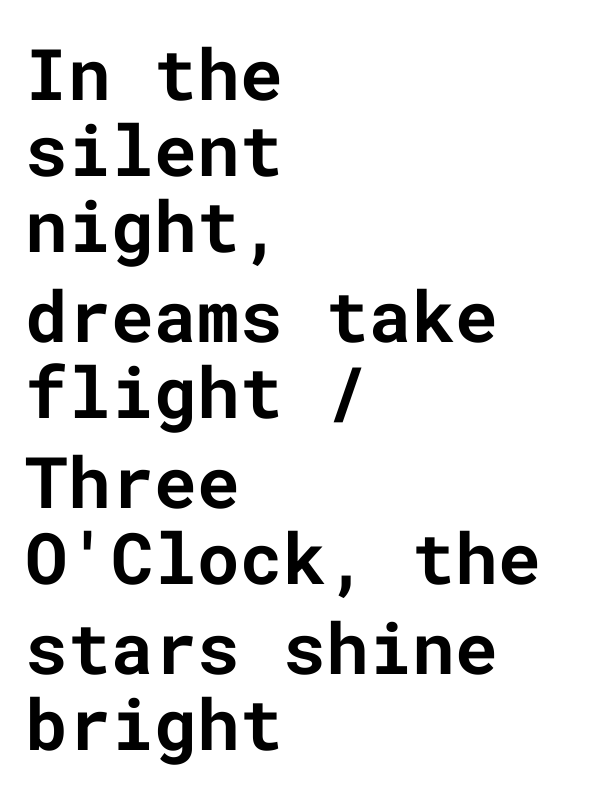 In the
silent
night,
dreams take
flight /
Three
O'Clock, the
stars shine
bright